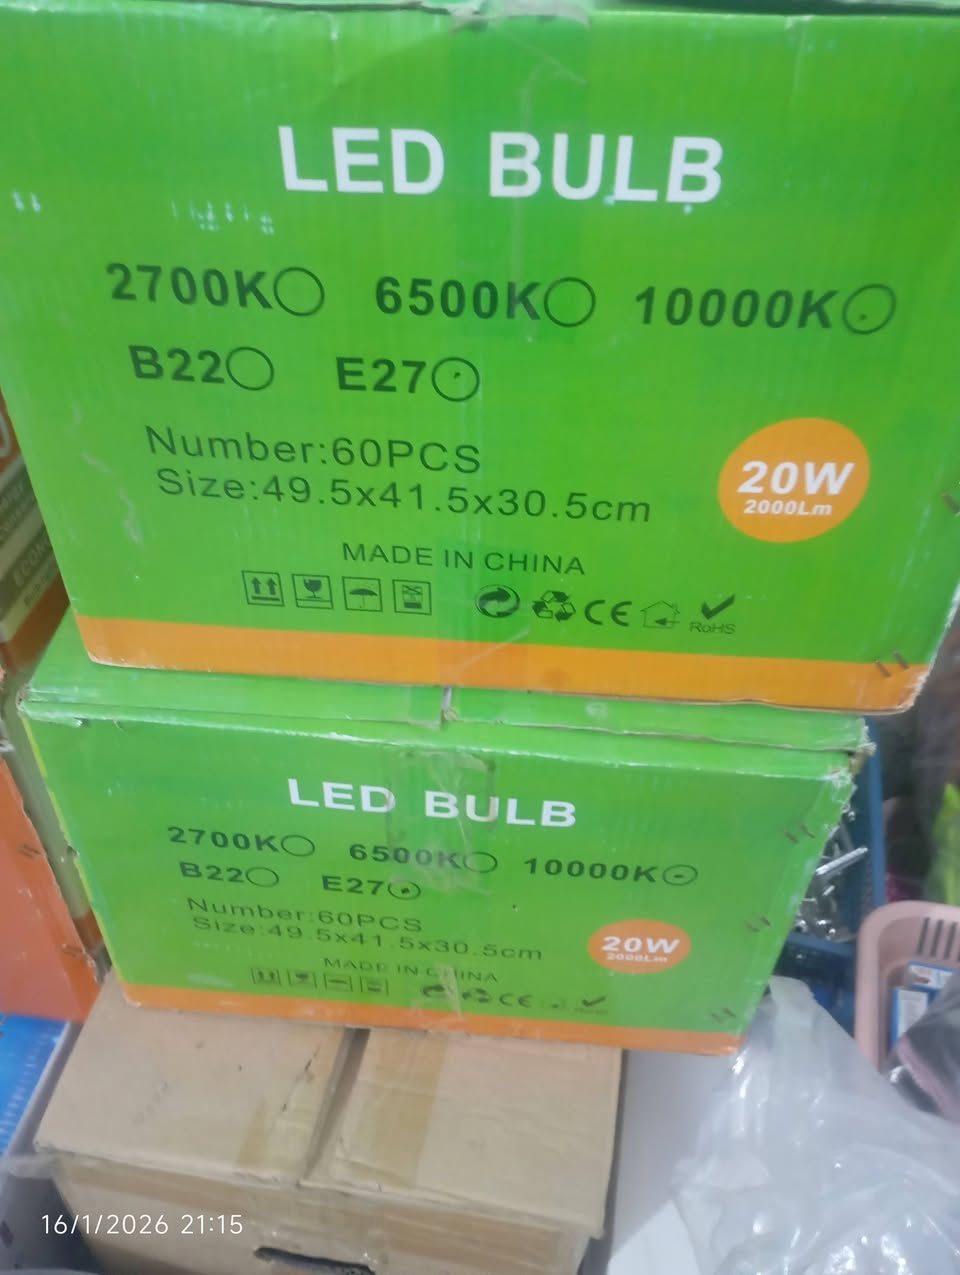 LED BULB
2700K 6500K 10000K
B22 E27
Number:60PCS
Size:49.5x41.5x30.5cm
20W
2000Lm
MADE IN CHINA
CE
RoHS
LED BULB
2700K 6500K 10000K
B22 E27
Number:60PCS
Size:49.5x41.5x30.5cm
20W
2000Lm
MADE IN CHINA
CE
16/1/2026 21:15